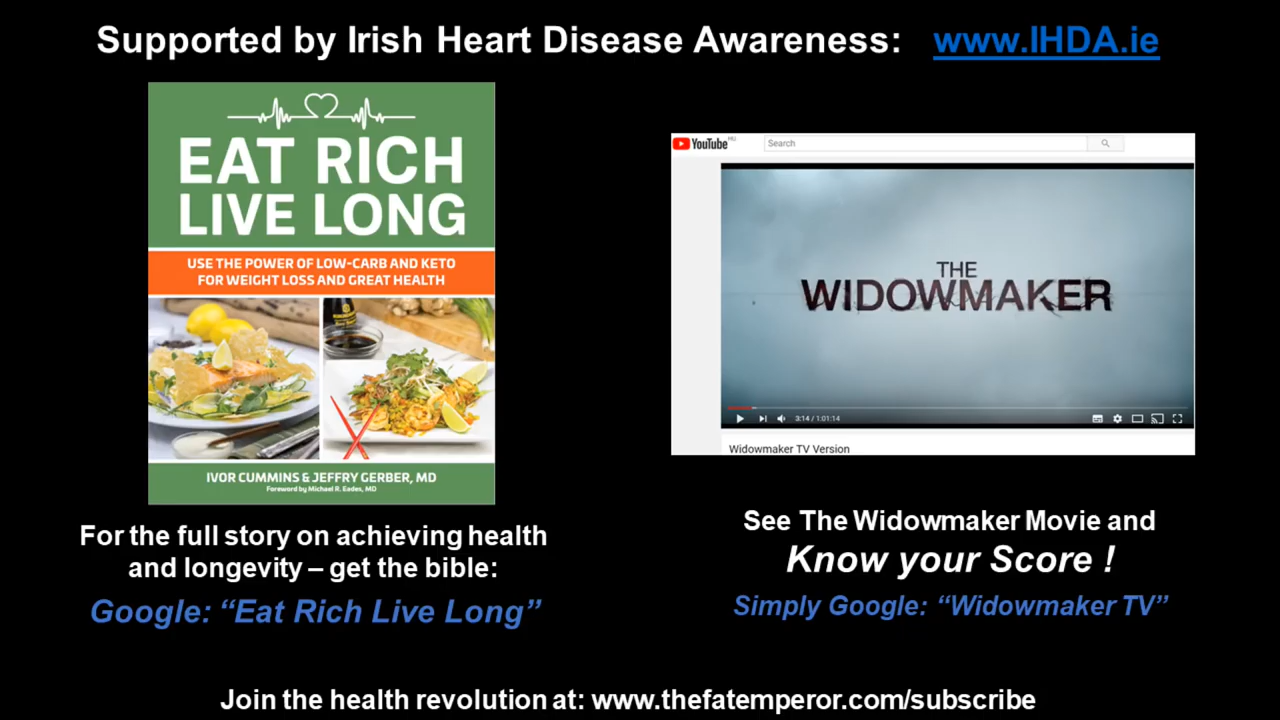 Supported by Irish Heart Disease Awareness: www.IHDA.ie
EAT RICH
LIVE LONG
USE THE POWER OF LOW-CARB AND KETO
FOR WEIGHT LOSS AND GREAT HEALTH
IVOR CUMMINS & JEFFRY GERBER, MD
Foreword by Michael R. Eades, MD
For the full story on achieving health
and longevity – get the bible:
Google: “Eat Rich Live Long”
YouTube MU
Search
THE
WIDOWMAKER
3:14 / 1:01:14
Widowmaker TV Version
See The Widowmaker Movie and
Know your Score !
Simply Google: “Widowmaker TV”
Join the health revolution at: www.thefatemperor.com/subscribe